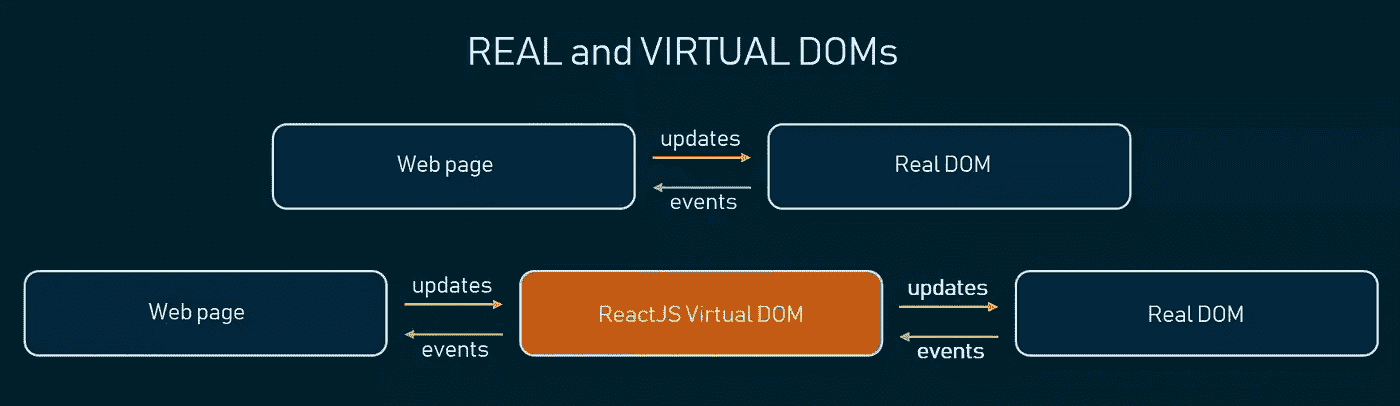 REAL and VIRTUAL DOMs
Web page
updates
events
Real DOM
Web page
updates
events
ReactJS Virtual DOM
updates
events
Real DOM